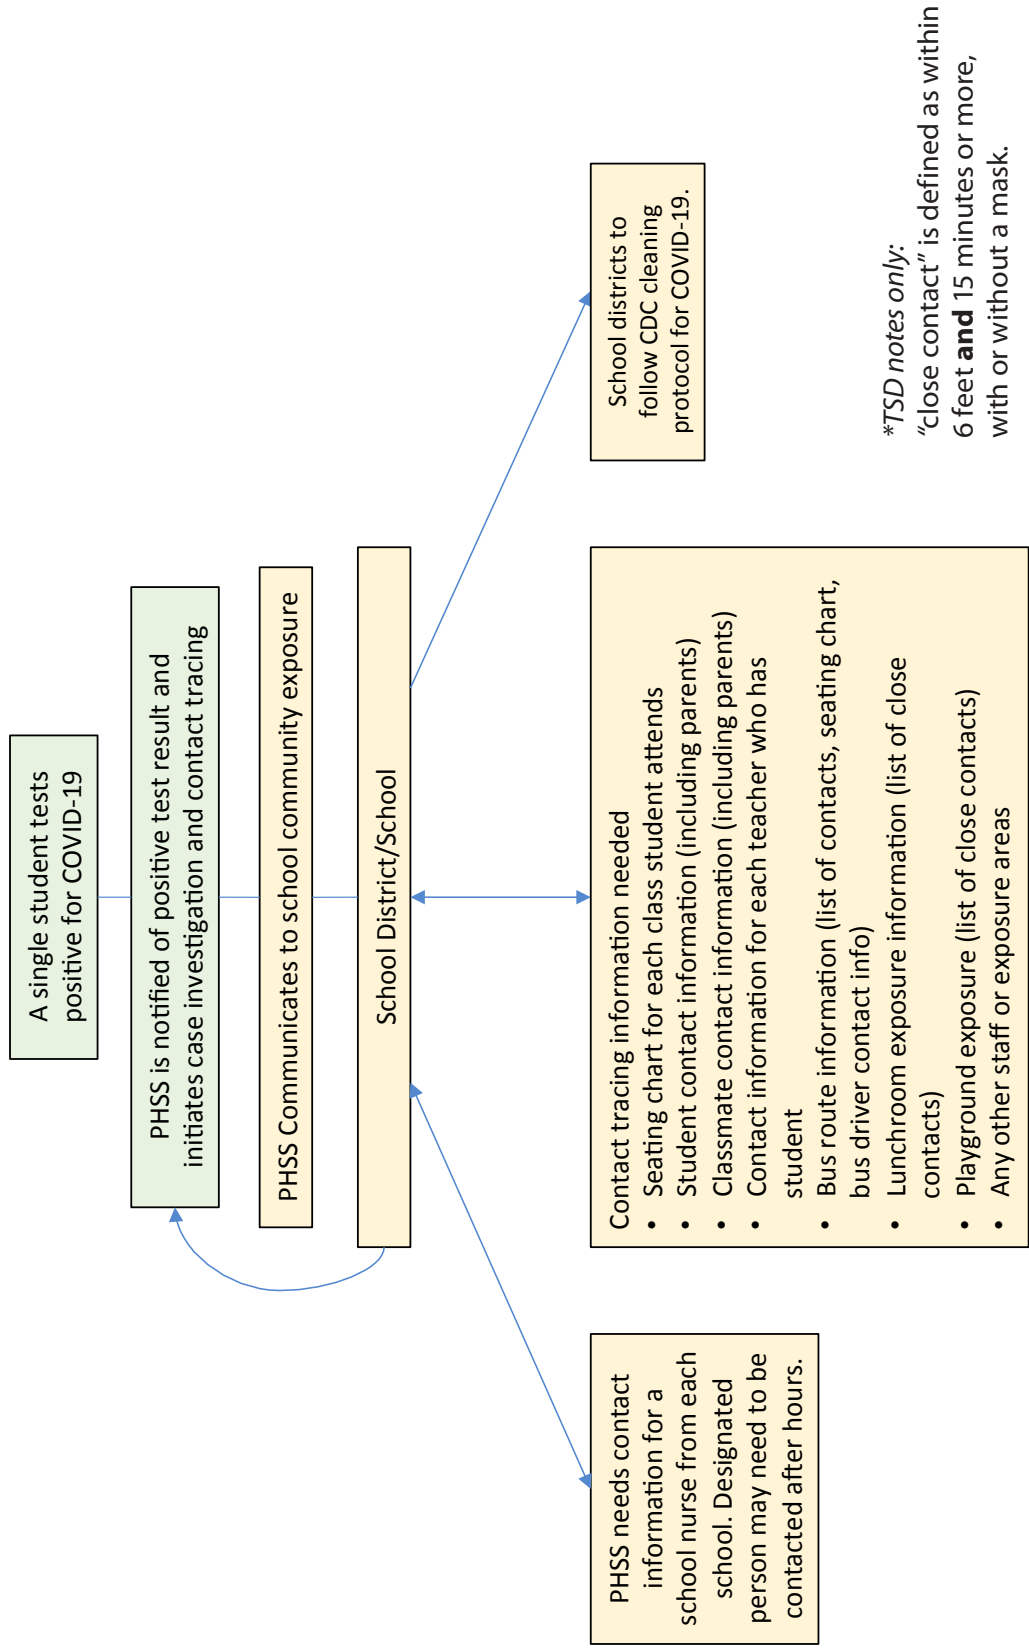 A single student tests
positive for COVID-19
PHSS is notified of positive test result and
initiates case investigation and contact tracing
PHSS Communicates to school community exposure
School District/School
PHSS needs contact
information for a
school nurse from each
school. Designated
person may need to be
contacted after hours.
Contact tracing information needed
• Seating chart for each class student attends
• Student contact information (including parents)
• Classmate contact information (including parents)
• Contact information for each teacher who has
student
• Bus route information (list of contacts, seating chart,
bus driver contact info)
• Lunchroom exposure information (list of close
contacts)
• Playground exposure (list of close contacts)
• Any other staff or exposure areas
School districts to
follow CDC cleaning
protocol for COVID-19.
*TSD notes only:
“close contact” is defined as within
6 feet and 15 minutes or more,
with or without a mask.